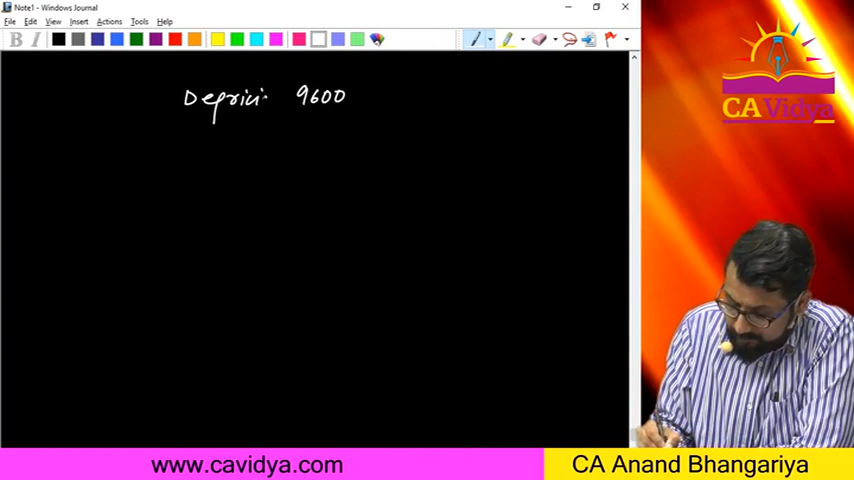 Note1 - Windows Journal
File Edit View Insert Actions Tools Help
B I
Deprici. 9600
CA Vidya
www.cavidya.com
CA Anand Bhangariya